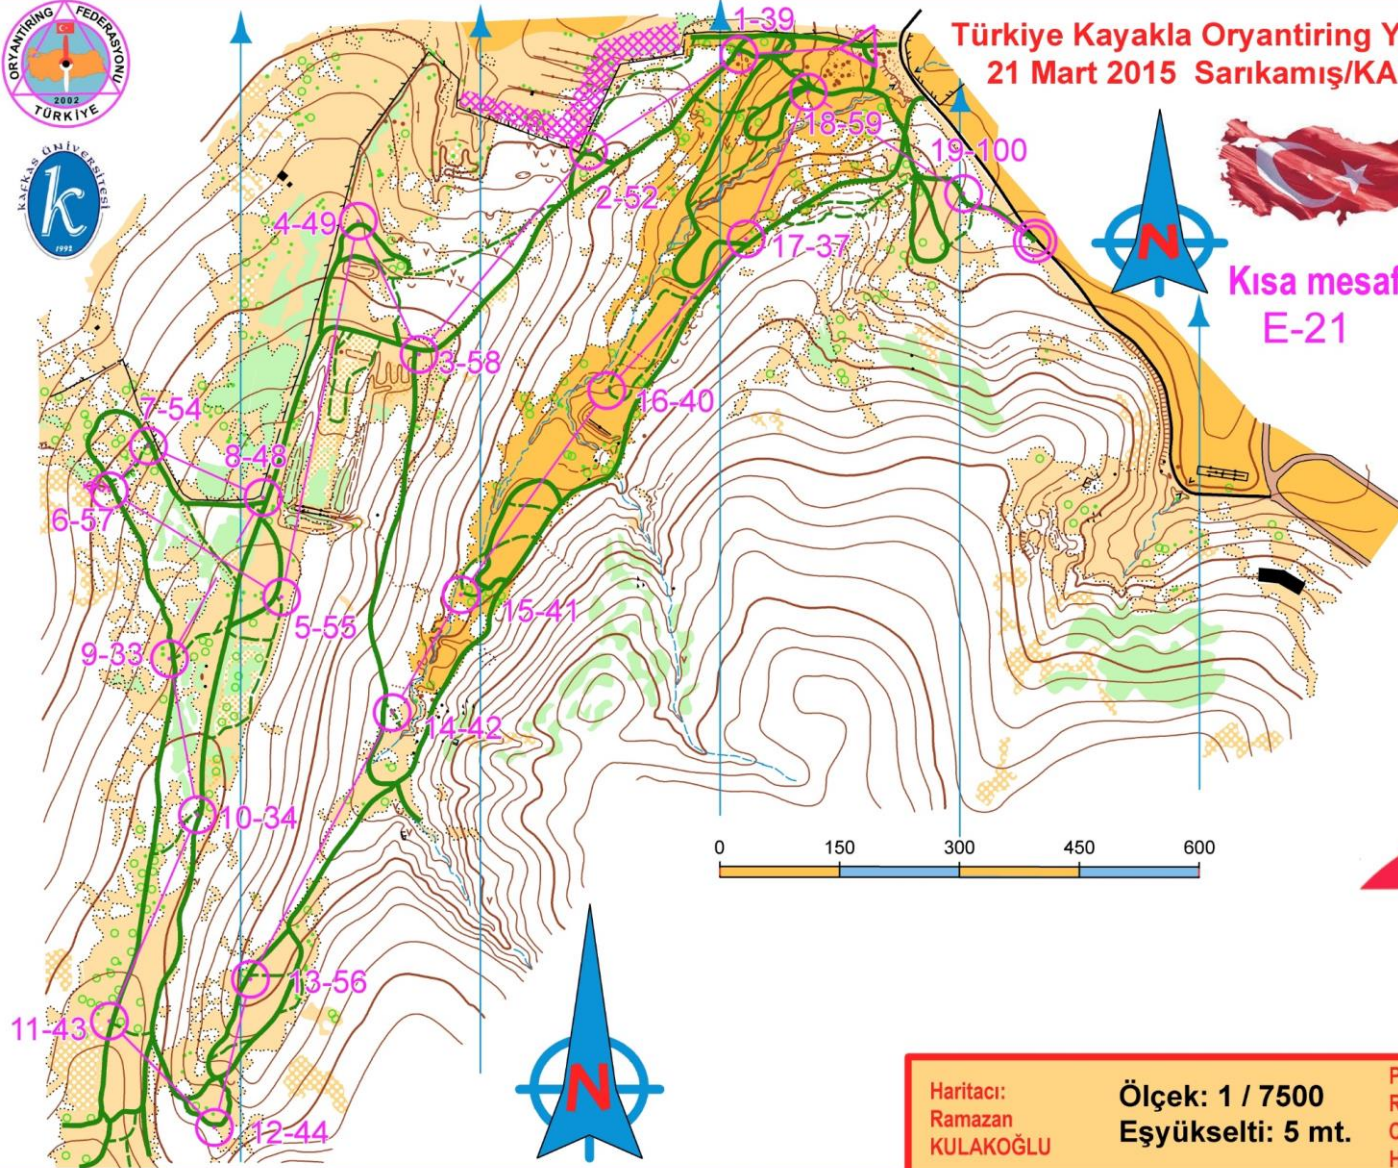 ORYANTİRİNG FEDERASYONU
2002
TÜRKİYE
KAFKAS ÜNİVERSİTESİ
k
1992
Türkiye Kayakla Oryantiring Y
21 Mart 2015 Sarıkamış/KA
N
Kısa mesaf
E-21
1-39
2-52
18-59
19-100
4-49
17-37
3-58
16-40
7-54
8-48
6-57
5-55
15-41
9-33
14-42
10-34
13-56
11-43
12-44
0 150 300 450 600
N
Haritacı:
Ramazan
KULAKOĞLU
Ölçek: 1 / 7500
Eşyükselti: 5 mt.